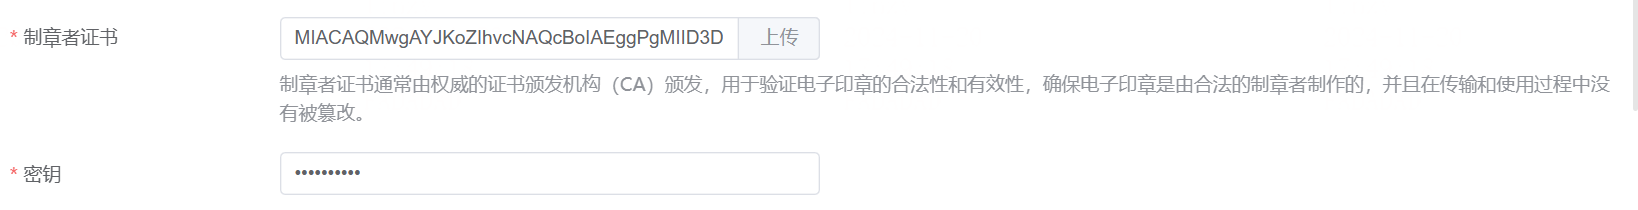 * 制章者证书
MIACAQMwgAYJKoZIhvcNAQcBoIAEggPgMIID3D
上传
制章者证书通常由权威的证书颁发机构（CA）颁发，用于验证电子印章的合法性和有效性，确保电子印章是由合法的制章者制作的，并且在传输和使用过程中没
有被篡改。
* 密钥
••••••••••